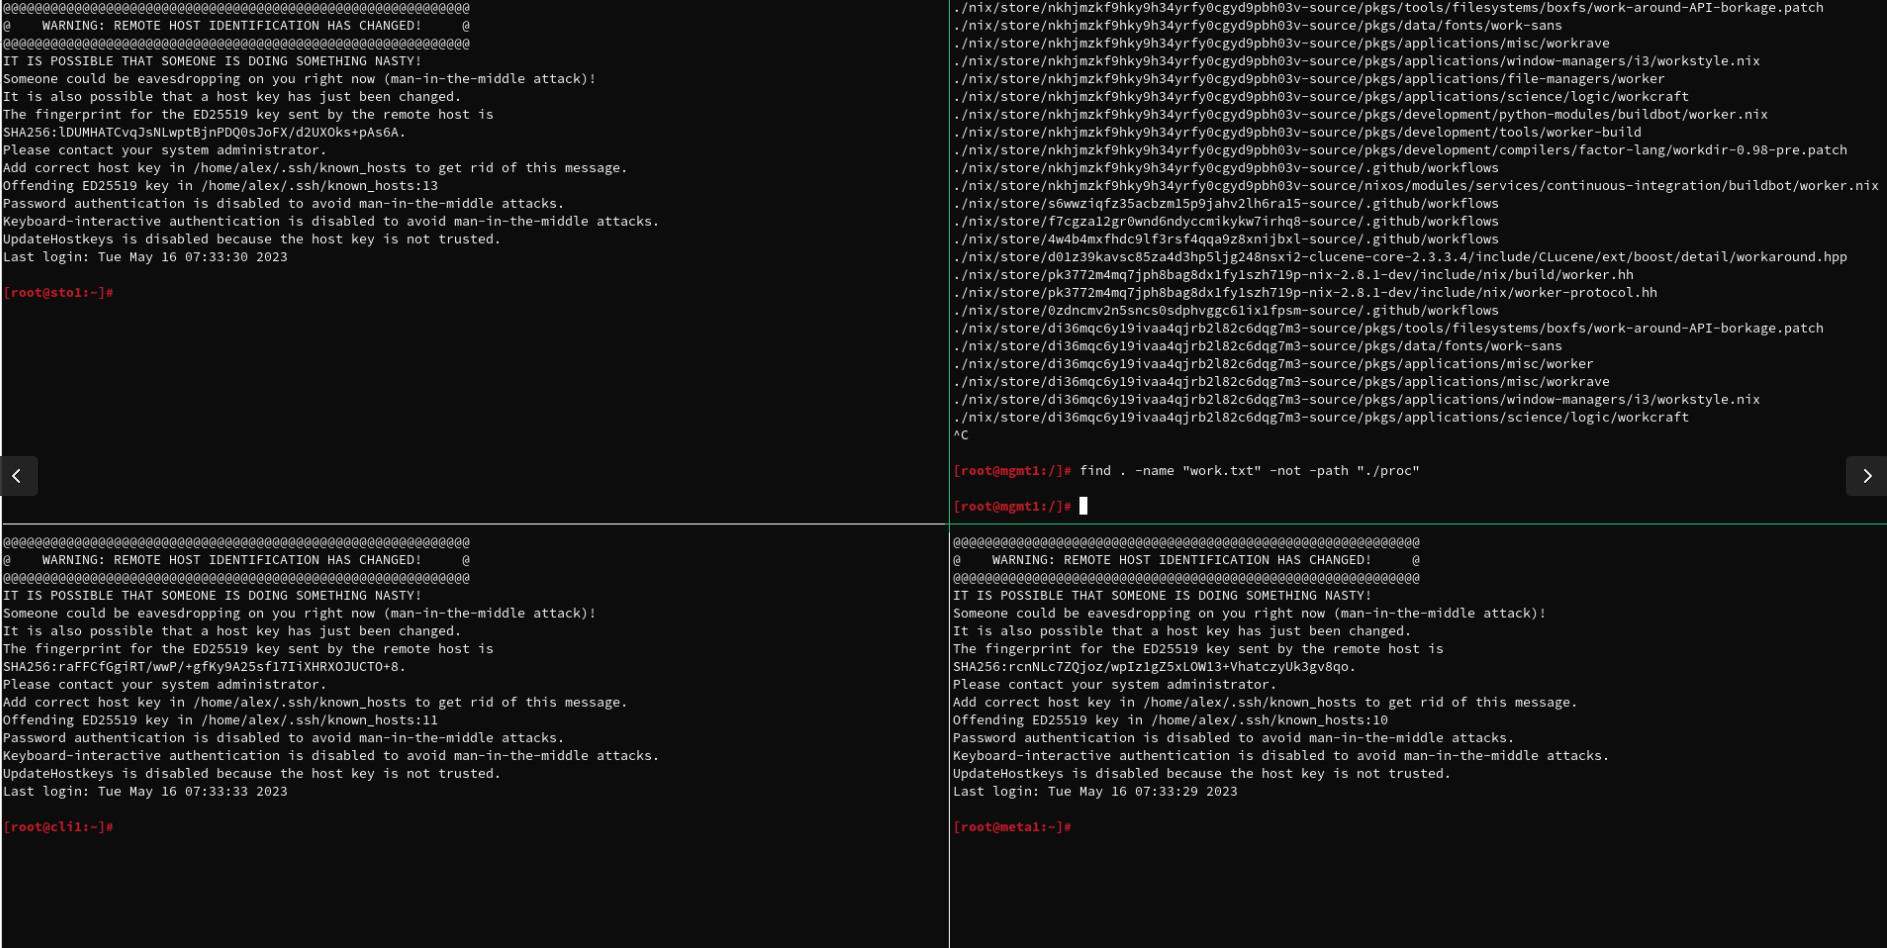 @@@@@@@@@@@@@@@@@@@@@@@@@@@@@@@@@@@@@@@@@@@@@@@@@@@@@@@@@@@
@    WARNING: REMOTE HOST IDENTIFICATION HAS CHANGED!     @
@@@@@@@@@@@@@@@@@@@@@@@@@@@@@@@@@@@@@@@@@@@@@@@@@@@@@@@@@@@
IT IS POSSIBLE THAT SOMEONE IS DOING SOMETHING NASTY!
Someone could be eavesdropping on you right now (man-in-the-middle attack)!
It is also possible that a host key has just been changed.
The fingerprint for the ED25519 key sent by the remote host is
SHA256:lDUMHATCvqJsNLwptBjnPDQ0sJoFX/d2UXOks+pAs6A.
Please contact your system administrator.
Add correct host key in /home/alex/.ssh/known_hosts to get rid of this message.
Offending ED25519 key in /home/alex/.ssh/known_hosts:13
Password authentication is disabled to avoid man-in-the-middle attacks.
Keyboard-interactive authentication is disabled to avoid man-in-the-middle attacks.
UpdateHostkeys is disabled because the host key is not trusted.
Last login: Tue May 16 07:33:30 2023
[root@sto1:~]#
./nix/store/nkhjmzkf9hky9h34yrfy0cgyd9pbh03v-source/pkgs/tools/filesystems/boxfs/work-around-API-borkage.patch
./nix/store/nkhjmzkf9hky9h34yrfy0cgyd9pbh03v-source/pkgs/data/fonts/work-sans
./nix/store/nkhjmzkf9hky9h34yrfy0cgyd9pbh03v-source/pkgs/applications/misc/workrave
./nix/store/nkhjmzkf9hky9h34yrfy0cgyd9pbh03v-source/pkgs/applications/window-managers/i3/workstyle.nix
./nix/store/nkhjmzkf9hky9h34yrfy0cgyd9pbh03v-source/pkgs/applications/file-managers/worker
./nix/store/nkhjmzkf9hky9h34yrfy0cgyd9pbh03v-source/pkgs/applications/science/logic/workcraft
./nix/store/nkhjmzkf9hky9h34yrfy0cgyd9pbh03v-source/pkgs/development/python-modules/buildbot/worker.nix
./nix/store/nkhjmzkf9hky9h34yrfy0cgyd9pbh03v-source/pkgs/development/tools/worker-build
./nix/store/nkhjmzkf9hky9h34yrfy0cgyd9pbh03v-source/pkgs/development/compilers/factor-lang/workdir-0.98-pre.patch
./nix/store/nkhjmzkf9hky9h34yrfy0cgyd9pbh03v-source/.github/workflows
./nix/store/nkhjmzkf9hky9h34yrfy0cgyd9pbh03v-source/nixos/modules/services/continuous-integration/buildbot/worker.nix
./nix/store/s6wwziqfz35acbzm15p9jahv2lh6ra15-source/.github/workflows
./nix/store/f7cgza12gr0wnd6ndyccmikykw7irhq8-source/.github/workflows
./nix/store/4w4b4mxfhdc9lf3rsf4qqa9z8xnijbxl-source/.github/workflows
./nix/store/d01z39kavsc85za4d3hp5ljg248nsxi2-clucene-core-2.3.3.4/include/CLucene/ext/boost/detail/workaround.hpp
./nix/store/pk3772m4mq7jph8bag8dx1fy1szh719p-nix-2.8.1-dev/include/nix/build/worker.hh
./nix/store/pk3772m4mq7jph8bag8dx1fy1szh719p-nix-2.8.1-dev/include/nix/worker-protocol.hh
./nix/store/0zdncmv2n5sncs0sdphvggc61ix1fpsm-source/.github/workflows
./nix/store/di36mqc6y19ivaa4qjrb2l82c6dqg7m3-source/pkgs/tools/filesystems/boxfs/work-around-API-borkage.patch
./nix/store/di36mqc6y19ivaa4qjrb2l82c6dqg7m3-source/pkgs/data/fonts/work-sans
./nix/store/di36mqc6y19ivaa4qjrb2l82c6dqg7m3-source/pkgs/applications/misc/worker
./nix/store/di36mqc6y19ivaa4qjrb2l82c6dqg7m3-source/pkgs/applications/misc/workrave
./nix/store/di36mqc6y19ivaa4qjrb2l82c6dqg7m3-source/pkgs/applications/window-managers/i3/workstyle.nix
./nix/store/di36mqc6y19ivaa4qjrb2l82c6dqg7m3-source/pkgs/applications/science/logic/workcraft
^C
[root@mgmt1:/]# find . -name "work.txt" -not -path "./proc"
[root@mgmt1:/]#
@@@@@@@@@@@@@@@@@@@@@@@@@@@@@@@@@@@@@@@@@@@@@@@@@@@@@@@@@@@
@    WARNING: REMOTE HOST IDENTIFICATION HAS CHANGED!     @
@@@@@@@@@@@@@@@@@@@@@@@@@@@@@@@@@@@@@@@@@@@@@@@@@@@@@@@@@@@
IT IS POSSIBLE THAT SOMEONE IS DOING SOMETHING NASTY!
Someone could be eavesdropping on you right now (man-in-the-middle attack)!
It is also possible that a host key has just been changed.
The fingerprint for the ED25519 key sent by the remote host is
SHA256:raFFCfGgiRT/wwP/+gfKy9A25sf17IiXHRXOJUCTO+8.
Please contact your system administrator.
Add correct host key in /home/alex/.ssh/known_hosts to get rid of this message.
Offending ED25519 key in /home/alex/.ssh/known_hosts:11
Password authentication is disabled to avoid man-in-the-middle attacks.
Keyboard-interactive authentication is disabled to avoid man-in-the-middle attacks.
UpdateHostkeys is disabled because the host key is not trusted.
Last login: Tue May 16 07:33:33 2023
[root@cli1:~]#
@@@@@@@@@@@@@@@@@@@@@@@@@@@@@@@@@@@@@@@@@@@@@@@@@@@@@@@@@@@
@    WARNING: REMOTE HOST IDENTIFICATION HAS CHANGED!     @
@@@@@@@@@@@@@@@@@@@@@@@@@@@@@@@@@@@@@@@@@@@@@@@@@@@@@@@@@@@
IT IS POSSIBLE THAT SOMEONE IS DOING SOMETHING NASTY!
Someone could be eavesdropping on you right now (man-in-the-middle attack)!
It is also possible that a host key has just been changed.
The fingerprint for the ED25519 key sent by the remote host is
SHA256:rcnNLc7ZQjoz/wpIz1gZ5xLOW13+VhatczyUk3gv8qo.
Please contact your system administrator.
Add correct host key in /home/alex/.ssh/known_hosts to get rid of this message.
Offending ED25519 key in /home/alex/.ssh/known_hosts:10
Password authentication is disabled to avoid man-in-the-middle attacks.
Keyboard-interactive authentication is disabled to avoid man-in-the-middle attacks.
UpdateHostkeys is disabled because the host key is not trusted.
Last login: Tue May 16 07:33:29 2023
[root@meta1:~]#